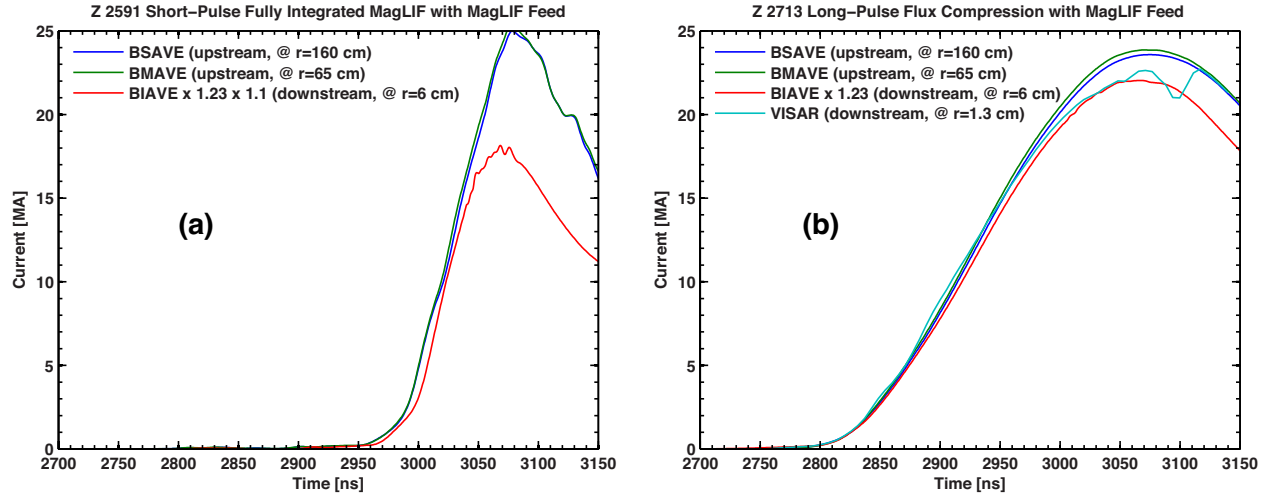 Z 2591 Short-Pulse Fully Integrated MagLIF with MagLIF Feed
25
20
15
10
5
0
Current [MA]
BSAVE (upstream, @ r=160 cm)
BMAVE (upstream, @ r=65 cm)
BIAVE x 1.23 x 1.1 (downstream, @ r=6 cm)
(a)
2700 2750 2800 2850 2900 2950 3000 3050 3100 3150
Time [ns]
Z 2713 Long-Pulse Flux Compression with MagLIF Feed
25
20
15
10
5
0
Current [MA]
BSAVE (upstream, @ r=160 cm)
BMAVE (upstream, @ r=65 cm)
BIAVE x 1.23 (downstream, @ r=6 cm)
VISAR (downstream, @ r=1.3 cm)
(b)
2700 2750 2800 2850 2900 2950 3000 3050 3100 3150
Time [ns]